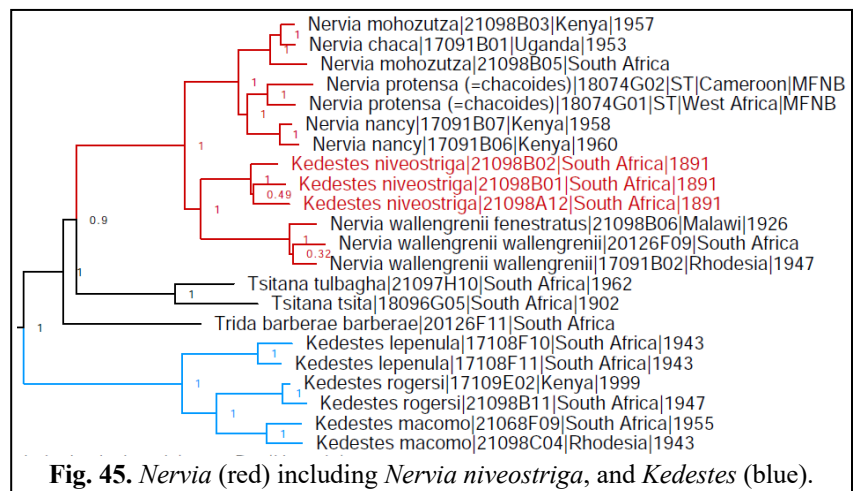 Nervia mohozutza|21098B03|Kenya|1957
1
Nervia chaca|17091B01|Uganda|1953
1
Nervia mohozutza|21098B05|South Africa
1
Nervia protensa (=chacoides)|18074G02|ST|Cameroon|MFNB
1
Nervia protensa (=chacoides)|18074G01|ST|West Africa|MFNB
Nervia nancy|17091B07|Kenya|1958
1
Nervia nancy|17091B06|Kenya|1960
1
Kedestes niveostriga|21098B02|South Africa|1891
1
Kedestes niveostriga|21098B01|South Africa|1891
0.49
Kedestes niveostriga|21098A12|South Africa|1891
1
0.9
Nervia wallengrenii fenestratus|21098B06|Malawi|1926
1
Nervia wallengrenii wallengrenii|20126F09|South Africa
0.32
Nervia wallengrenii wallengrenii|17091B02|Rhodesia|1947
1
Tsitana tulbagha|21097H10|South Africa|1962
1
Tsitana tsita|18096G05|South Africa|1902
Trida barberae barberae|20126F11|South Africa
1
Kedestes lepenula|17108F10|South Africa|1943
1
Kedestes lepenula|17108F11|South Africa|1943
1
Kedestes rogersi|17109E02|Kenya|1999
1
Kedestes rogersi|21098B11|South Africa|1947
1
Kedestes macomo|21068F09|South Africa|1955
1
Kedestes macomo|21098C04|Rhodesia|1943
Fig. 45. Nervia (red) including Nervia niveostriga, and Kedestes (blue).